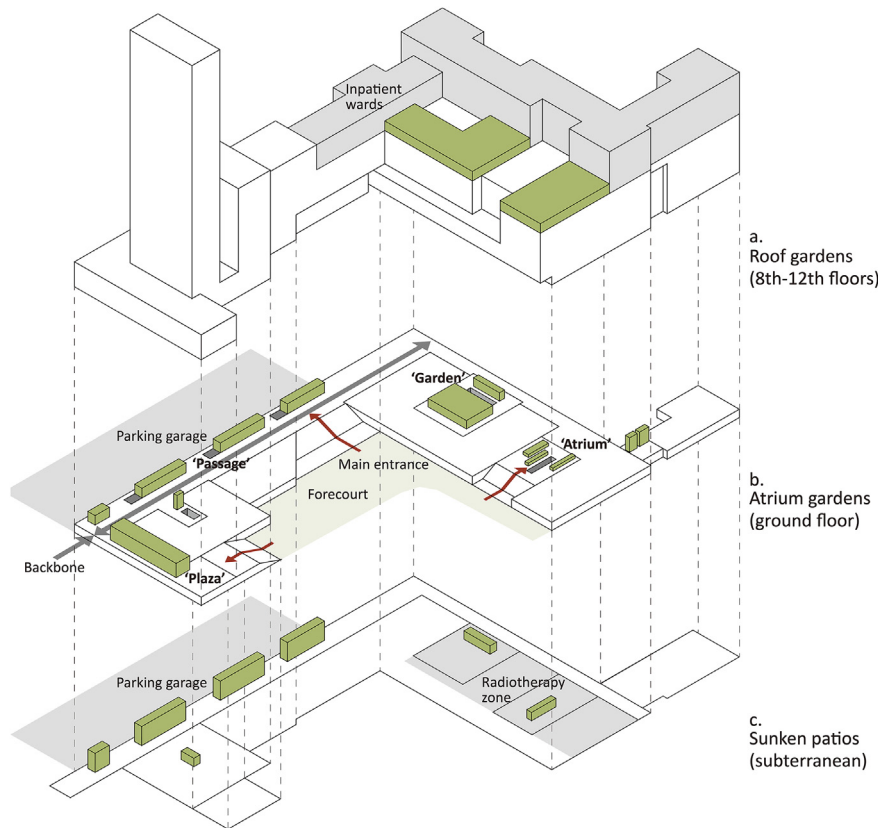 Inpatient
wards
a.
Roof gardens
(8th-12th floors)
'Garden'
Parking garage
'Atrium'
'Passage'
Main entrance
Forecourt
b.
Atrium gardens
(ground floor)
Backbone
'Plaza'
Parking garage
Radiotherapy
zone
c.
Sunken patios
(subterranean)